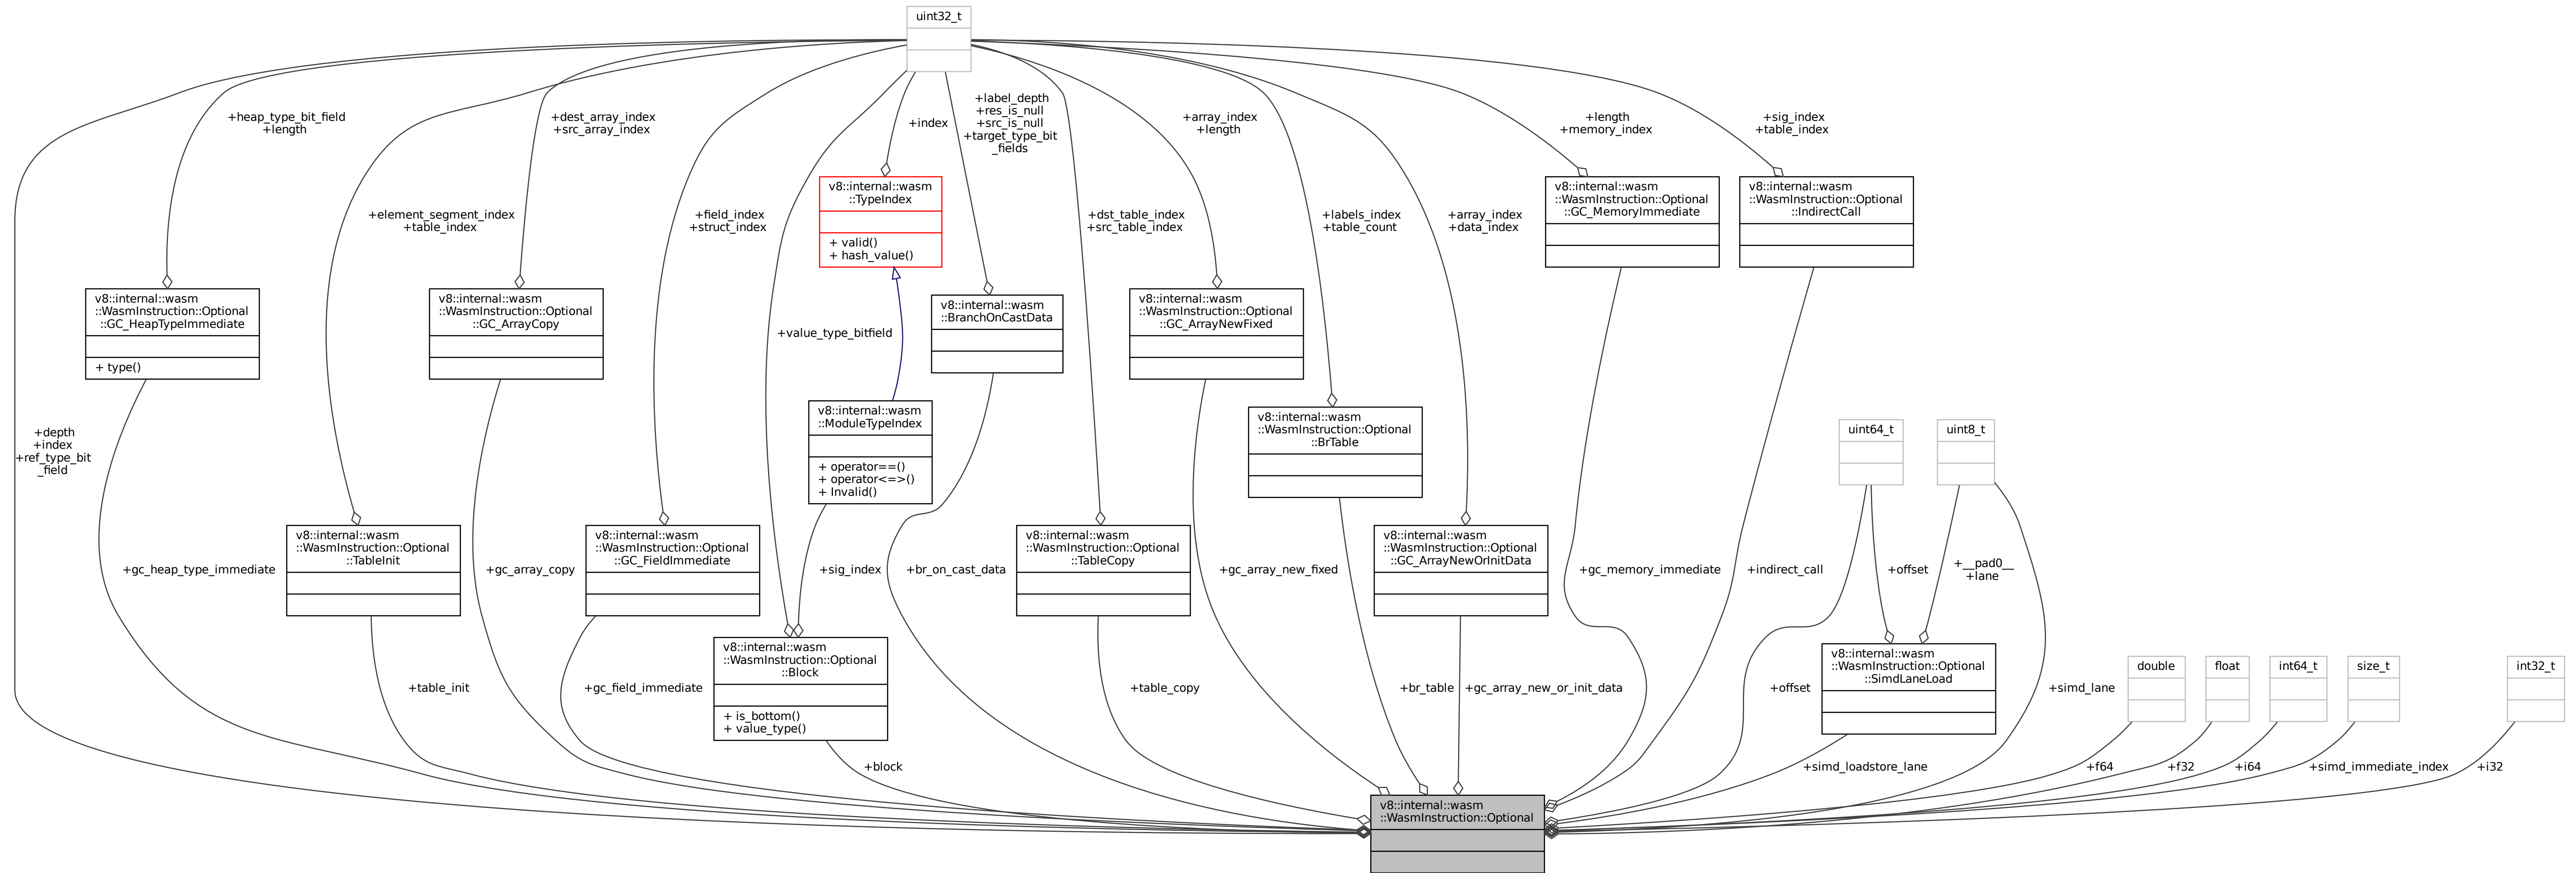 uint32_t
+label_depth
+res_is_null
+src_is_null
+target_type_bit
_fields
+heap_type_bit_field
+length
+dest_array_index
+src_array_index
+index
+array_index
+length
+length
+memory_index
+sig_index
+table_index
v8::internal::wasm
::TypeIndex
+ valid()
+ hash_value()
v8::internal::wasm
::WasmInstruction::Optional
::GC_MemoryImmediate
v8::internal::wasm
::WasmInstruction::Optional
::IndirectCall
+element_segment_index
+table_index
+field_index
+struct_index
+dst_table_index
+src_table_index
+labels_index
+table_count
+array_index
+data_index
v8::internal::wasm
::WasmInstruction::Optional
::GC_HeapTypeImmediate
+ type()
v8::internal::wasm
::WasmInstruction::Optional
::GC_ArrayCopy
+value_type_bitfield
v8::internal::wasm
::BranchOnCastData
v8::internal::wasm
::WasmInstruction::Optional
::GC_ArrayNewFixed
+depth
+index
+ref_type_bit
_field
v8::internal::wasm
::ModuleTypeIndex
+ operator==()
+ operator<=>()
+ Invalid()
v8::internal::wasm
::WasmInstruction::Optional
::BrTable
uint64_t
uint8_t
+gc_heap_type_immediate
v8::internal::wasm
::WasmInstruction::Optional
::TableInit
+gc_array_copy
v8::internal::wasm
::WasmInstruction::Optional
::GC_FieldImmediate
+sig_index
+br_on_cast_data
v8::internal::wasm
::WasmInstruction::Optional
::TableCopy
+gc_array_new_fixed
v8::internal::wasm
::WasmInstruction::Optional
::GC_ArrayNewOrInitData
+gc_memory_immediate
+indirect_call
+offset
+__pad0__
+lane
+table_init
+gc_field_immediate
v8::internal::wasm
::WasmInstruction::Optional
::Block
+ is_bottom()
+ value_type()
+table_copy
+br_table
+gc_array_new_or_init_data
+offset
v8::internal::wasm
::WasmInstruction::Optional
::SimdLaneLoad
+simd_lane
double
float
int64_t
size_t
int32_t
+block
+simd_loadstore_lane
+f64
+f32
+i64
+simd_immediate_index
+i32
v8::internal::wasm
::WasmInstruction::Optional